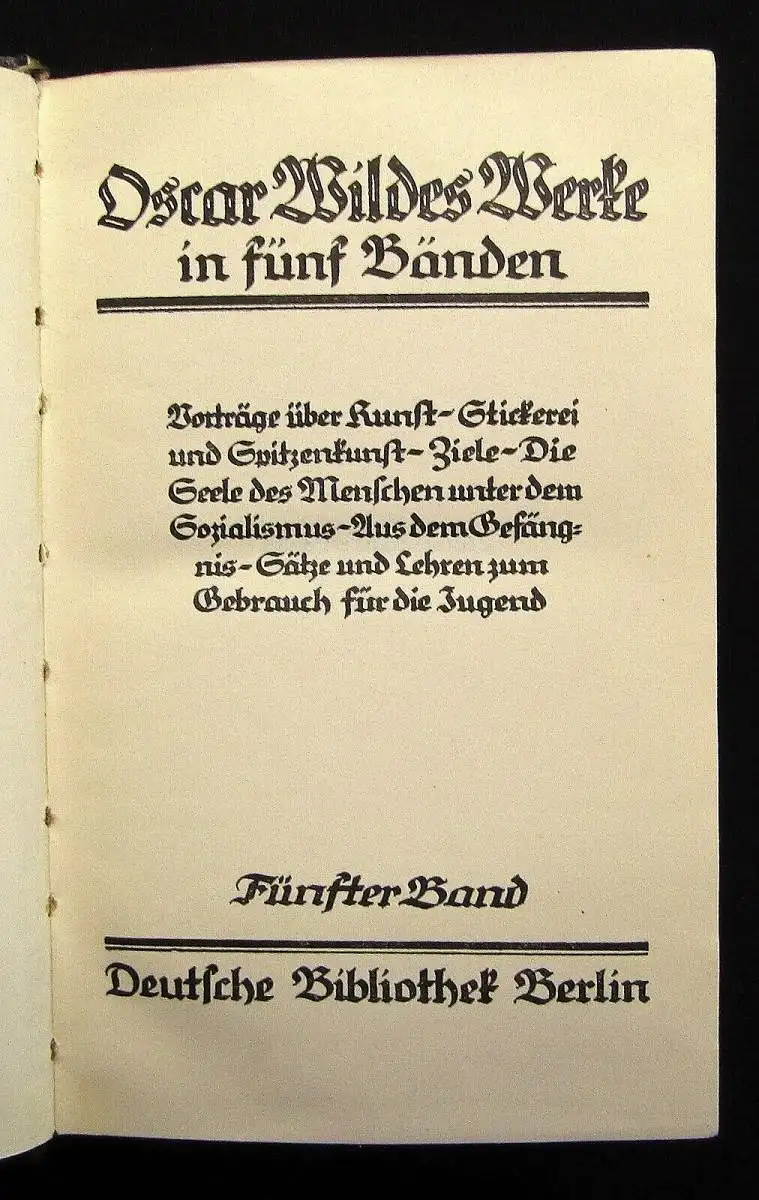 Oscar Wildes Werke
in fünf Bänden
Vorträge über Kunſt–Stickerei
und Spitzenkunſt–Ziele–Die
Seele des Menſchen unter dem
Sozialismus–Aus dem Gefäng⸗
nis–Sätze und Lehren zum
Gebrauch für die Jugend
Fünfter Band
Deutſche Bibliothek Berlin